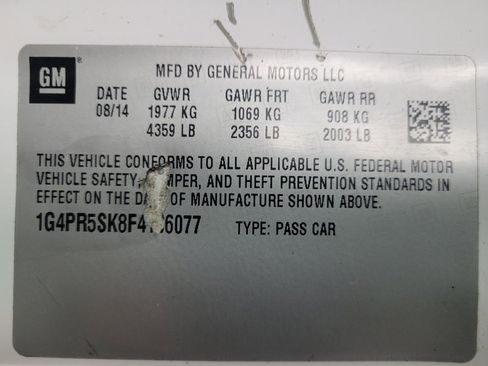 GM
®
MFD BY GENERAL MOTORS LLC
DATE GVWR GAWR FRT GAWR RR
08/14 1977 KG 1069 KG 908 KG
4359 LB 2356 LB 2003 LB
THIS VEHICLE CONFORMS TO ALL APPLICABLE U.S. FEDERAL MOTOR
VEHICLE SAFETY, AND THEFT PREVENTION STANDARDS IN
EFFECT ON THE OF MANUFACTURE SHOWN ABOVE.
TYPE: PASS CAR